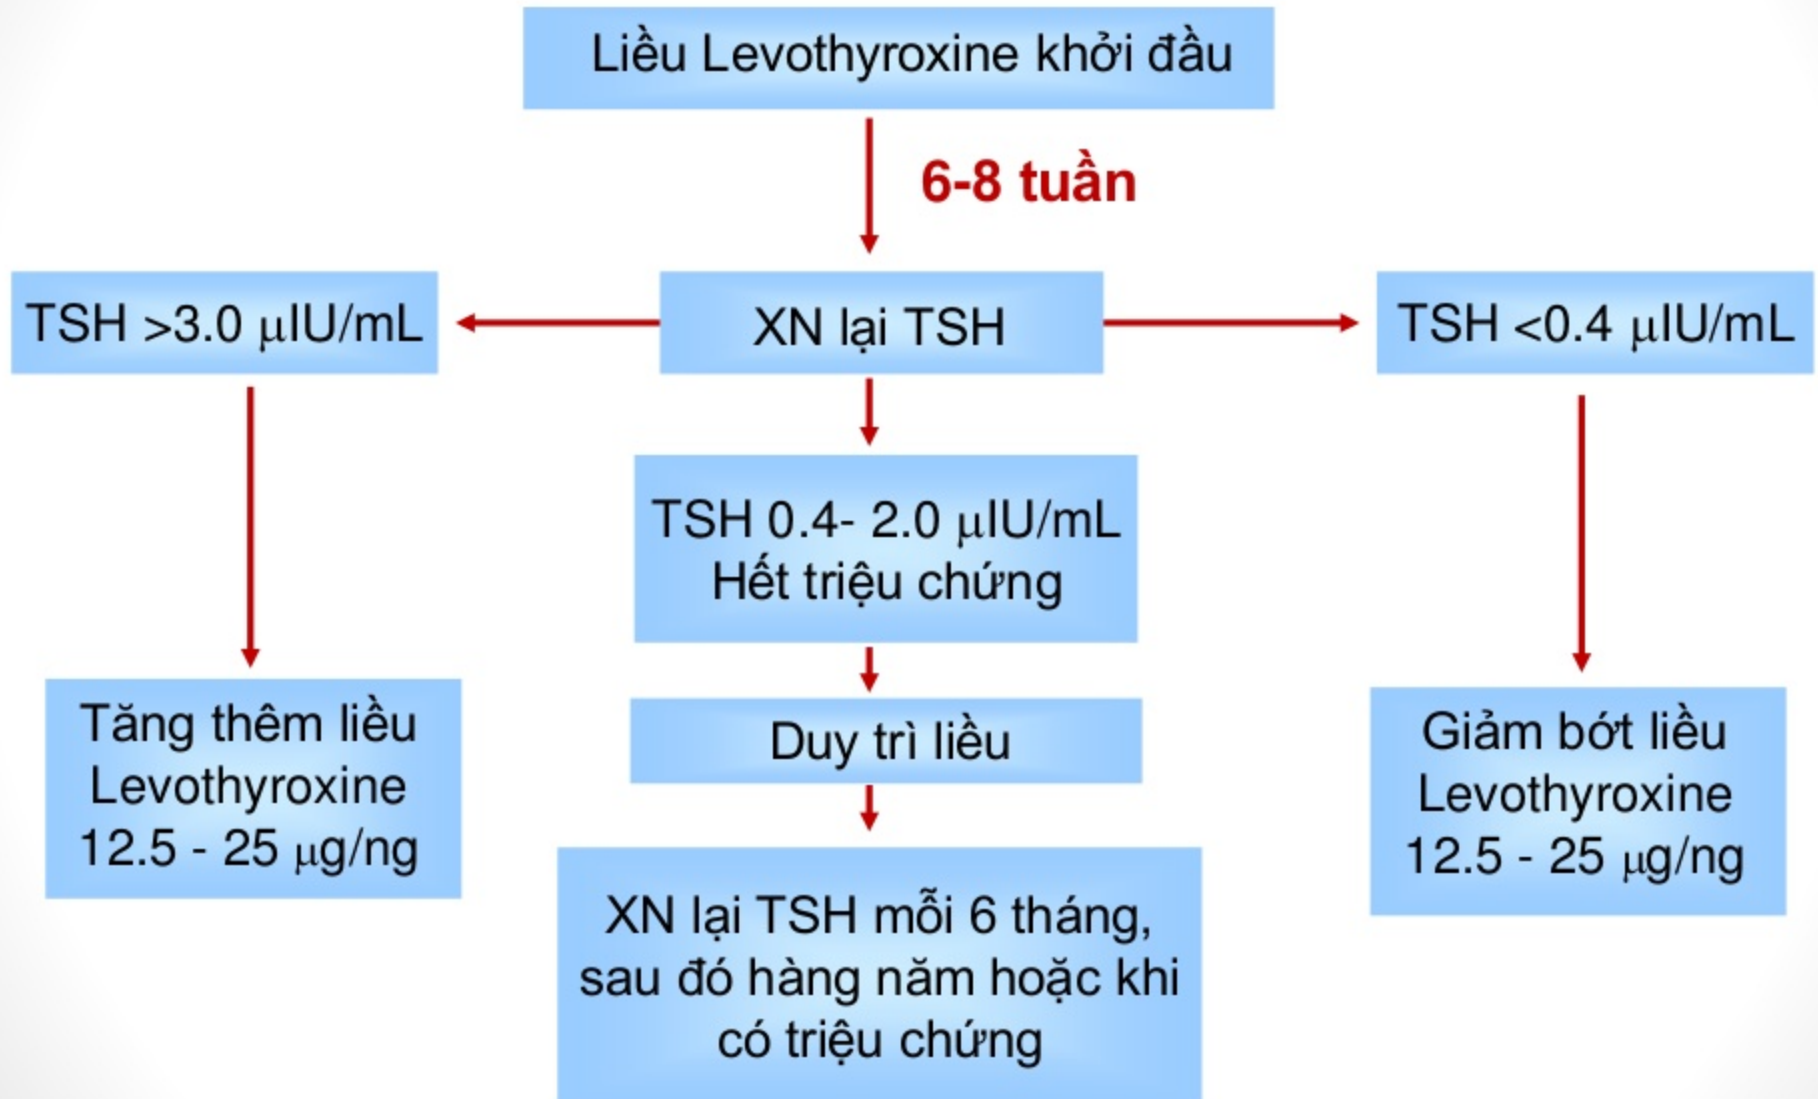 Liều Levothyroxine khởi đầu
6-8 tuần
TSH >3.0 μIU/mL
XN lại TSH
TSH <0.4 μIU/mL
TSH 0.4- 2.0 μIU/mL
Hết triệu chứng
Tăng thêm liều
Levothyroxine
12.5 - 25 μg/ng
Duy trì liều
Giảm bớt liều
Levothyroxine
12.5 - 25 μg/ng
XN lại TSH mỗi 6 tháng,
sau đó hàng năm hoặc khi
có triệu chứng